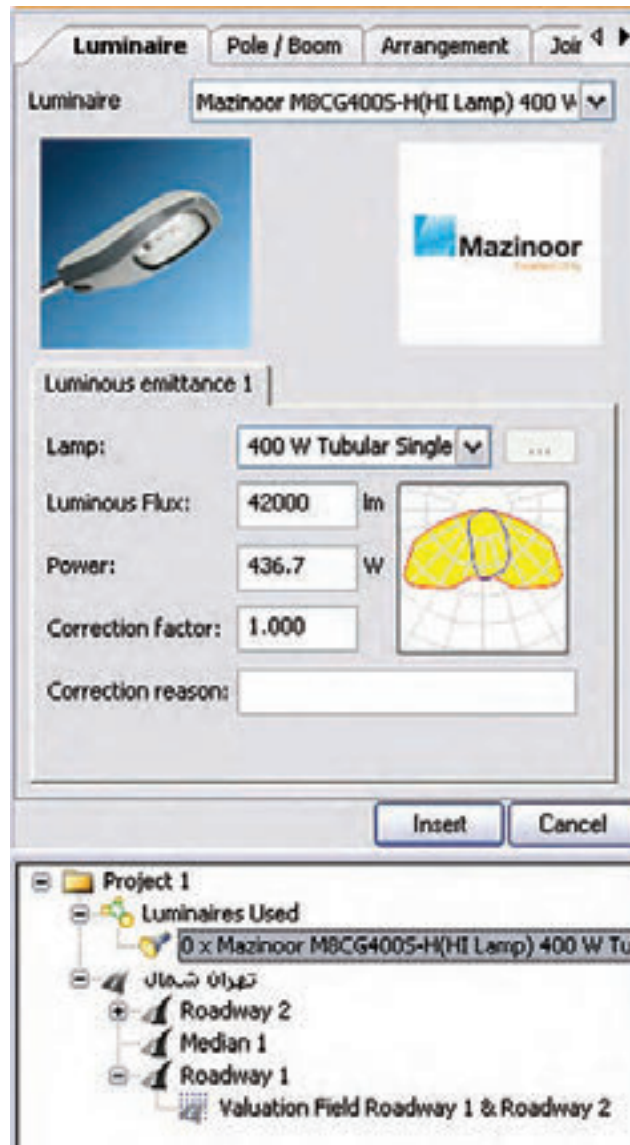 Luminaire Pole / Boom Arrangement Join
Luminaire Mazinoor M8CG400S-H(HI Lamp) 400 W
Mazinoor
Luminous emittance 1
Lamp: 400 W Tubular Single ...
Luminous Flux: 42000 lm
Power: 436.7 W
Correction factor: 1.000
Correction reason:
Insert Cancel
Project 1
Luminaires Used
0 x Mazinoor M8CG400S-H(HI Lamp) 400 W Tu
تهران شمال
Roadway 2
Median 1
Roadway 1
Valuation Field Roadway 1 & Roadway 2